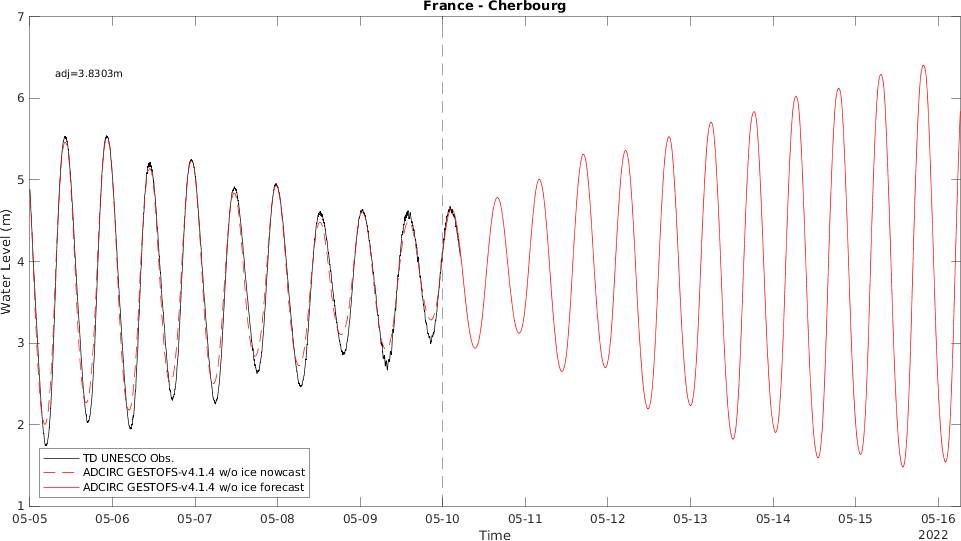 France - Cherbourg
7
adj=3.8303m
6
5
4
3
2
1
Water Level (m)
TD UNESCO Obs.
ADCIRC GESTOFS-v4.1.4 w/o ice nowcast
ADCIRC GESTOFS-v4.1.4 w/o ice forecast
05-05 05-06 05-07 05-08 05-09 05-10 05-11 05-12 05-13 05-14 05-15 05-16
Time
2022